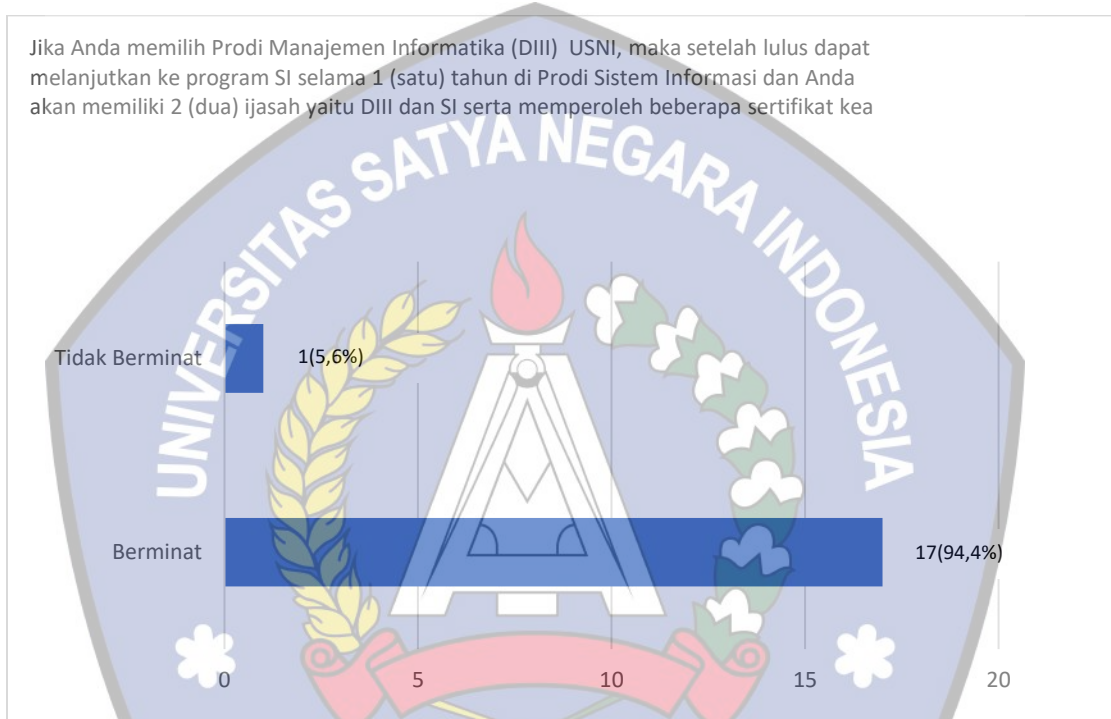 Jika Anda memilih Prodi Manajemen Informatika (DIII) USNI, maka setelah lulus dapat
melanjutkan ke program SI selama 1 (satu) tahun di Prodi Sistem Informasi dan Anda
akan memiliki 2 (dua) ijasah yaitu DIII dan SI serta memperoleh beberapa sertifikat kea
UNIVERSITAS SATYA NEGARA INDONESIA
Tidak Berminat
1(5,6%)
Berminat
17(94,4%)
0
5
10
15
20